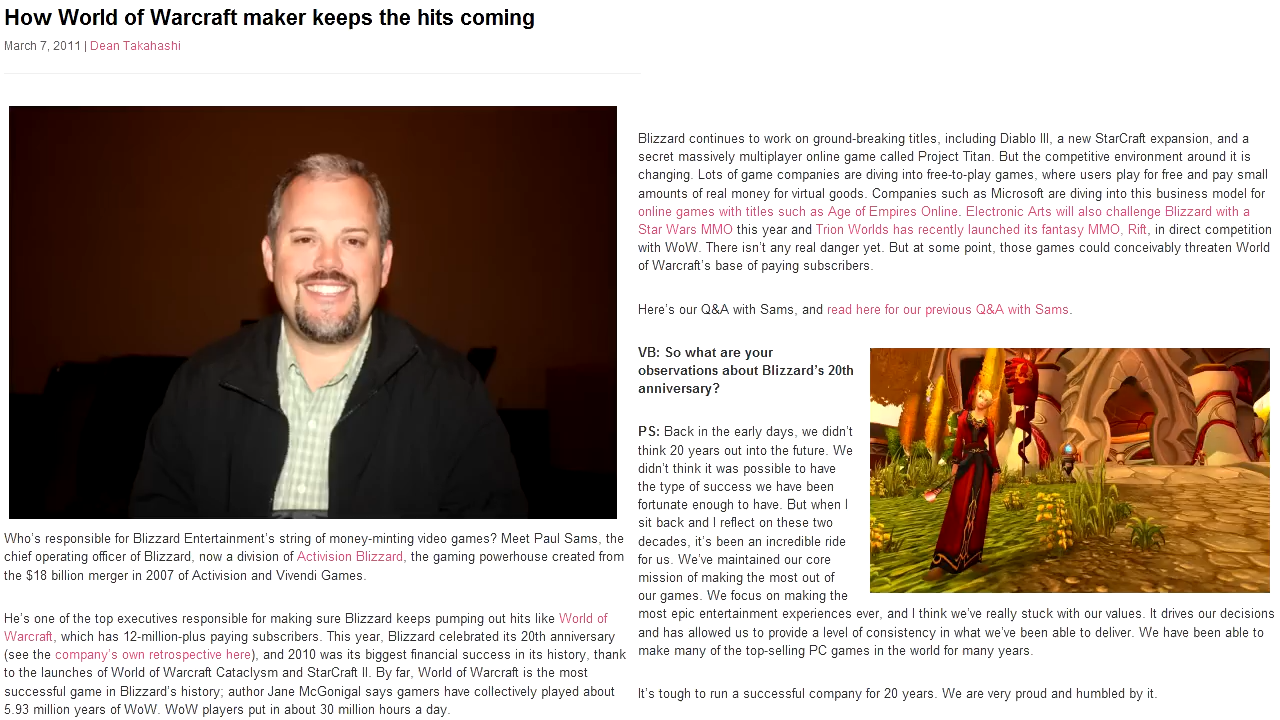 How World of Warcraft maker keeps the hits coming
March 7, 2011 | Dean Takahashi
Who's responsible for Blizzard Entertainment's string of money-minting video games? Meet Paul Sams, the
chief operating officer of Blizzard, now a division of Activision Blizzard, the gaming powerhouse created from
the $18 billion merger in 2007 of Activision and Vivendi Games.
He's one of the top executives responsible for making sure Blizzard keeps pumping out hits like World of
Warcraft, which has 12-million-plus paying subscribers. This year, Blizzard celebrated its 20th anniversary
(see the company's own retrospective here), and 2010 was its biggest financial success in its history, thank
to the launches of World of Warcraft Cataclysm and StarCraft II. By far, World of Warcraft is the most
successful game in Blizzard's history; author Jane McGonigal says gamers have collectively played about
5.93 million years of WoW. WoW players put in about 30 million hours a day.
Blizzard continues to work on ground-breaking titles, including Diablo III, a new StarCraft expansion, and a
secret massively multiplayer online game called Project Titan. But the competitive environment around it is
changing. Lots of game companies are diving into free-to-play games, where users play for free and pay small
amounts of real money for virtual goods. Companies such as Microsoft are diving into this business model for
online games with titles such as Age of Empires Online. Electronic Arts will also challenge Blizzard with a
Star Wars MMO this year and Trion Worlds has recently launched its fantasy MMO, Rift, in direct competition
with WoW. There isn't any real danger yet. But at some point, those games could conceivably threaten World
of Warcraft's base of paying subscribers.
Here's our Q&A with Sams, and read here for our previous Q&A with Sams.
VB: So what are your
observations about Blizzard's 20th
anniversary?
PS: Back in the early days, we didn't
think 20 years out into the future. We
didn't think it was possible to have
the type of success we have been
fortunate enough to have. But when I
sit back and I reflect on these two
decades, it's been an incredible ride
for us. We've maintained our core
mission of making the most out of
our games. We focus on making the
most epic entertainment experiences ever, and I think we've really stuck with our values. It drives our decisions
and has allowed us to provide a level of consistency in what we've been able to deliver. We have been able to
make many of the top-selling PC games in the world for many years.
It's tough to run a successful company for 20 years. We are very proud and humbled by it.